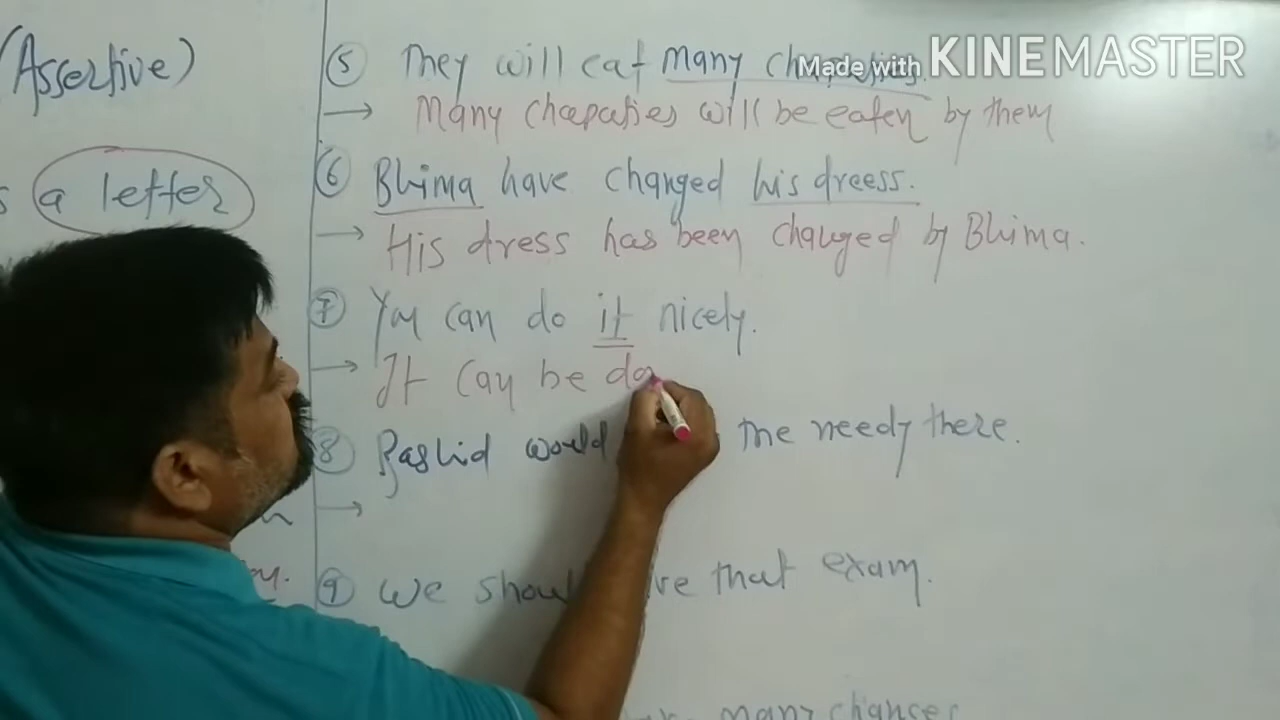 (Assertive)
a letter
⑤ They will eat many
Made with KINEMASTER
→ Many chapaties will be eaten by them
⑥ Bhima have changed his dreess.
→ His dress has been changed by Bhima.
⑦ You can do it nicely.
→ It can be do
⑧ Rashid would the needy there.
→
⑨ We should that exam.
many chances